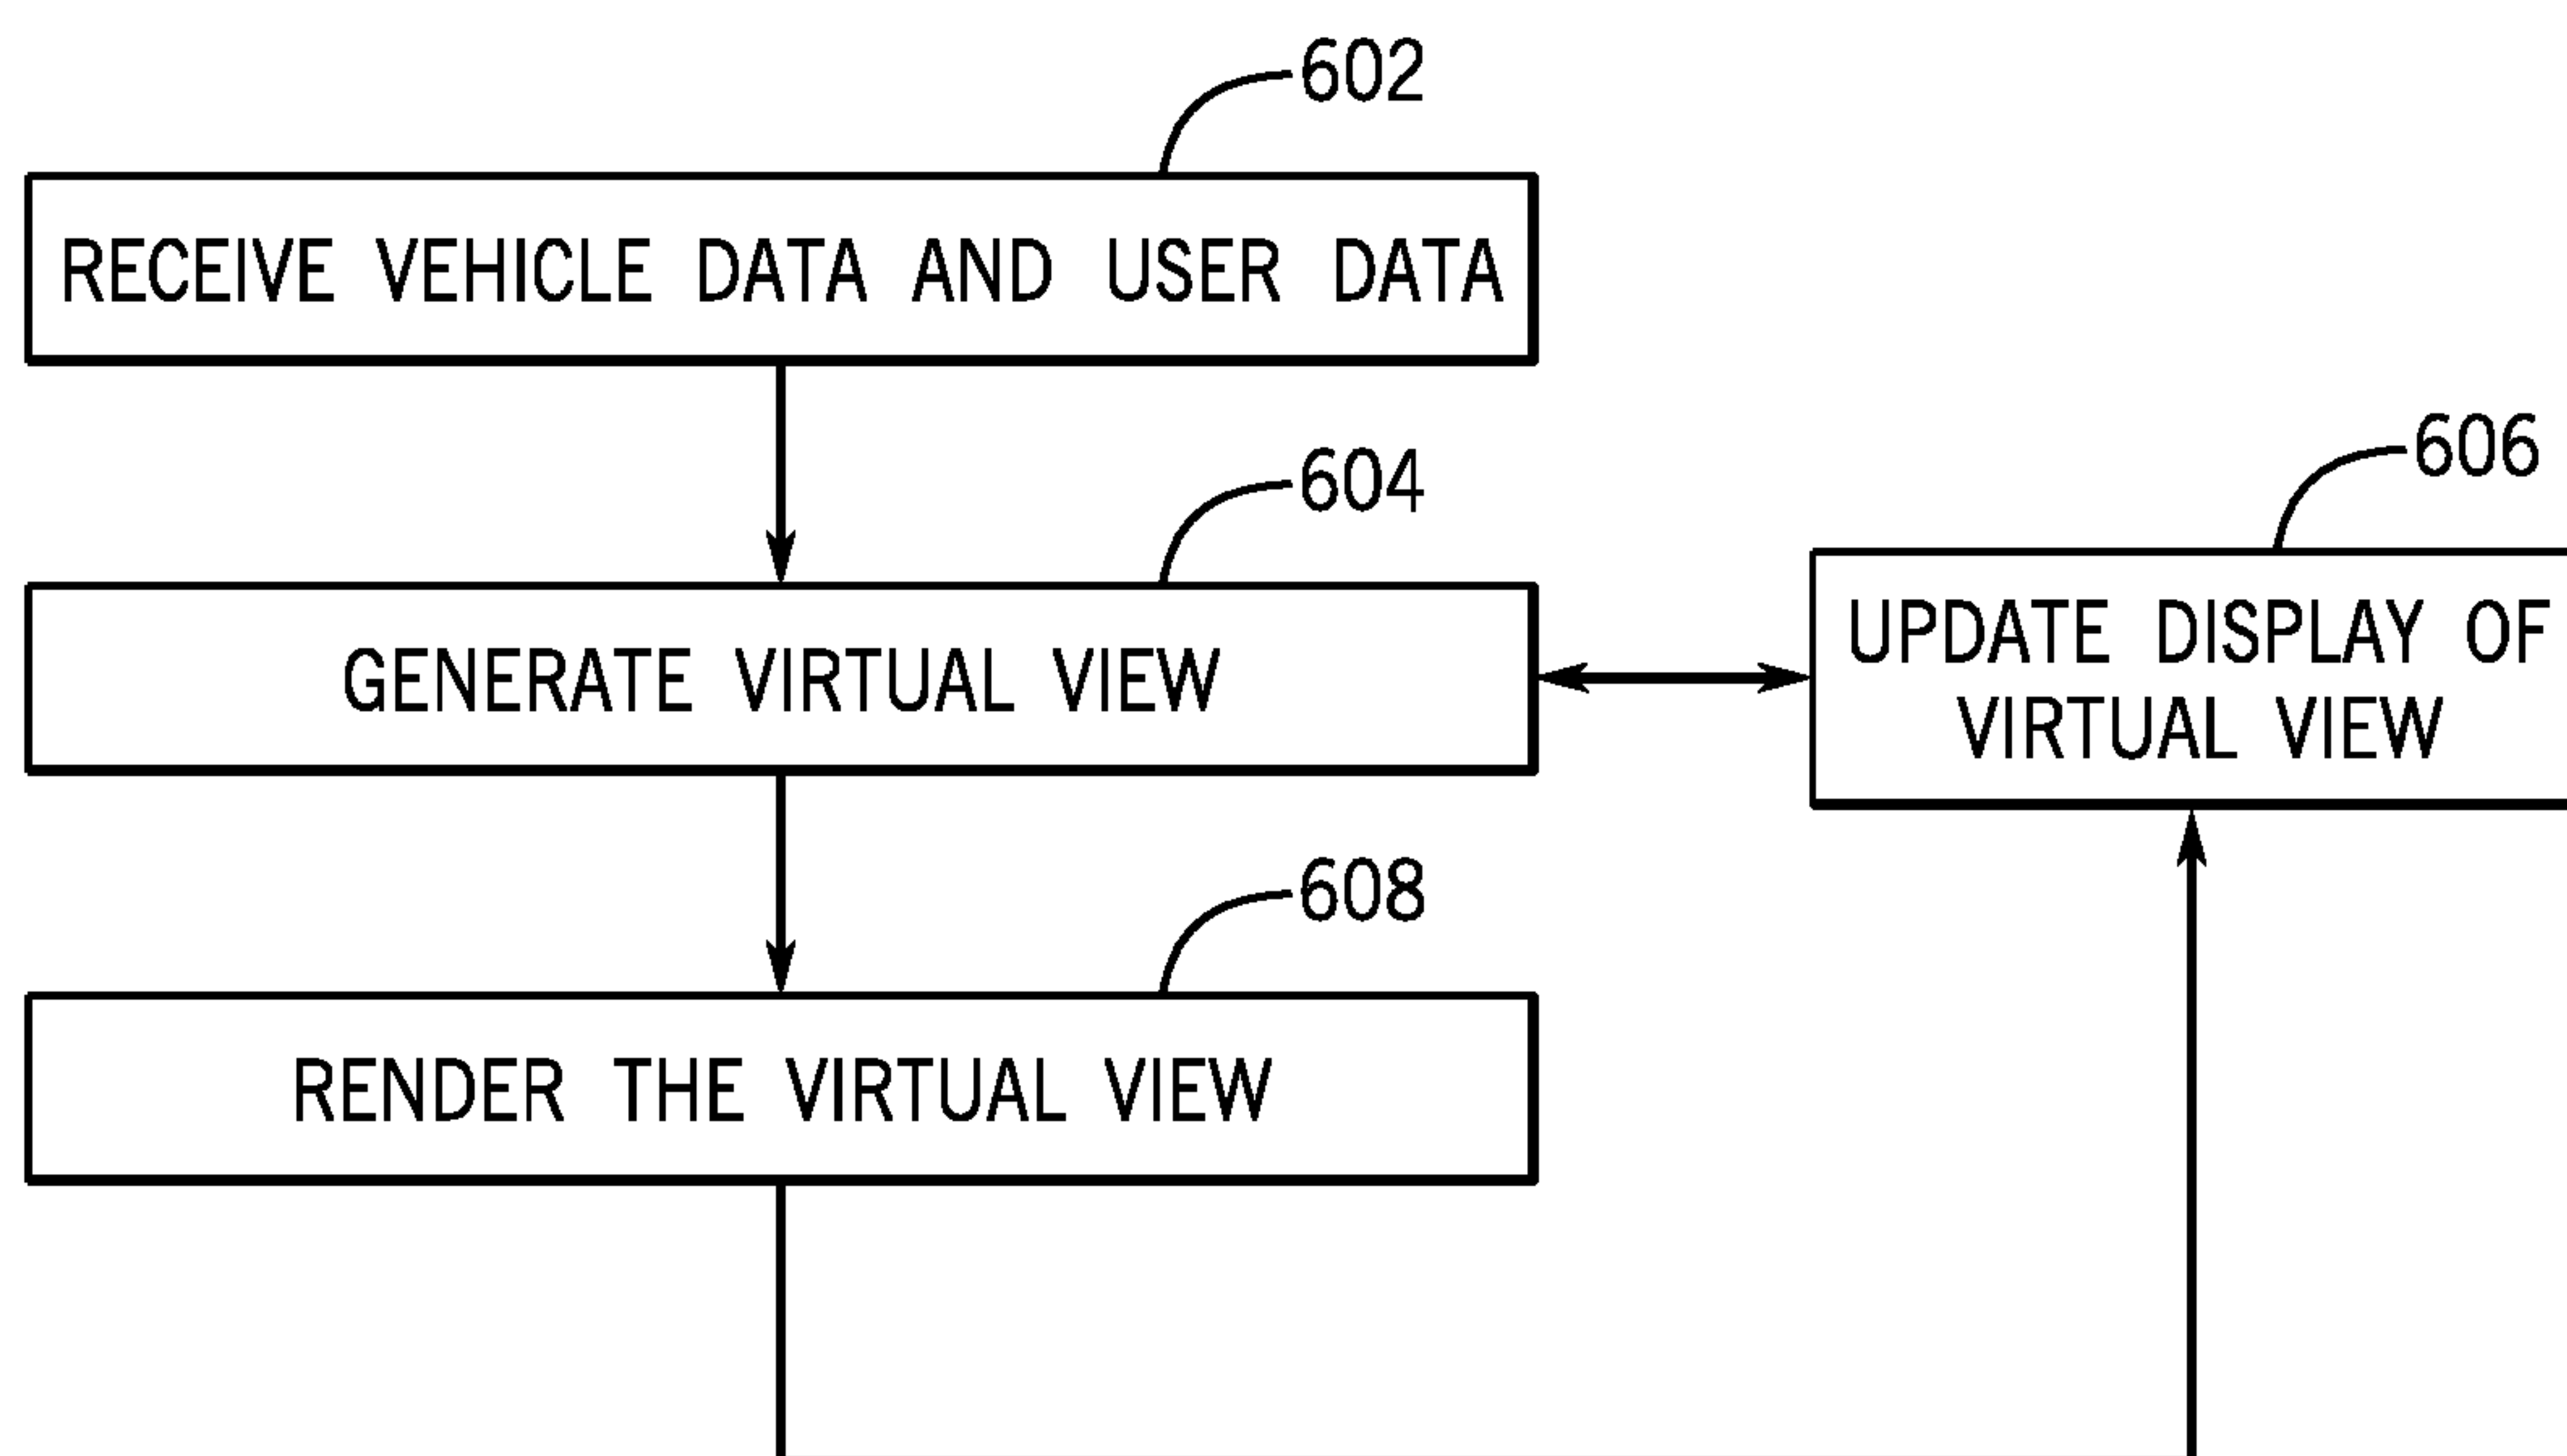 602
RECEIVE VEHICLE DATA AND USER DATA
604
GENERATE VIRTUAL VIEW
606
UPDATE DISPLAY OF
VIRTUAL VIEW
608
RENDER THE VIRTUAL VIEW